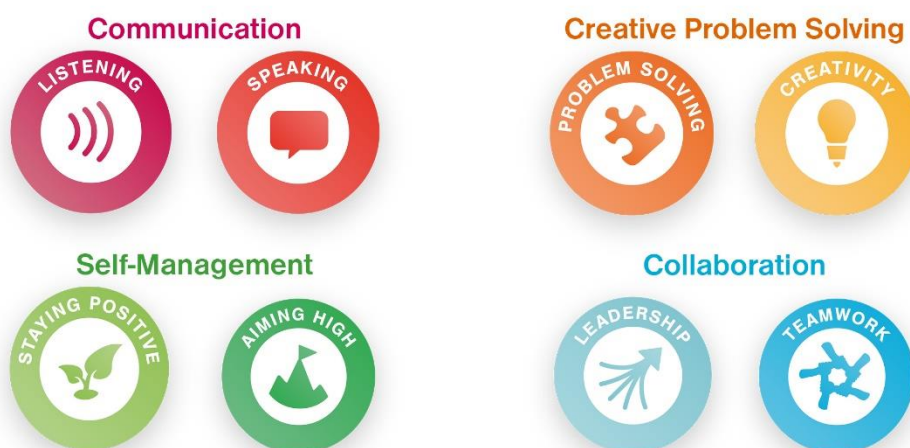 Communication
LISTENING
SPEAKING
Creative Problem Solving
PROBLEM SOLVING
CREATIVITY
Self-Management
STAYING POSITIVE
AIMING HIGH
Collaboration
LEADERSHIP
TEAMWORK